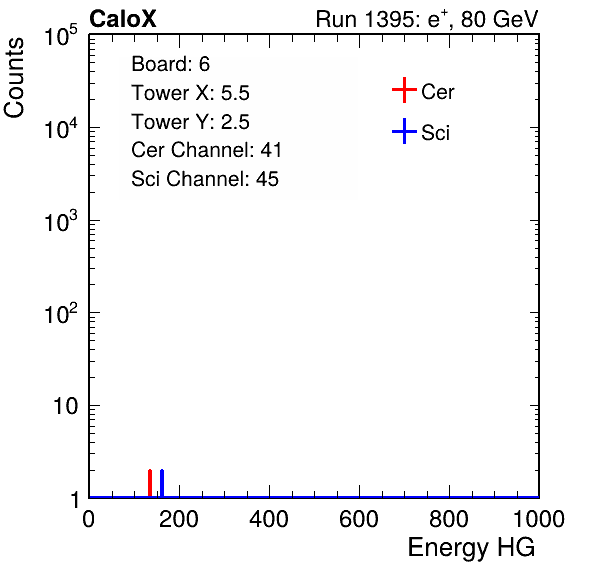 CaloX Run 1395: e⁺, 80 GeV
Counts
10⁵
10⁴
10³
10²
10
1
Board: 6
Tower X: 5.5
Tower Y: 2.5
Cer Channel: 41
Sci Channel: 45
Cer
Sci
0 200 400 600 800 1000
Energy HG